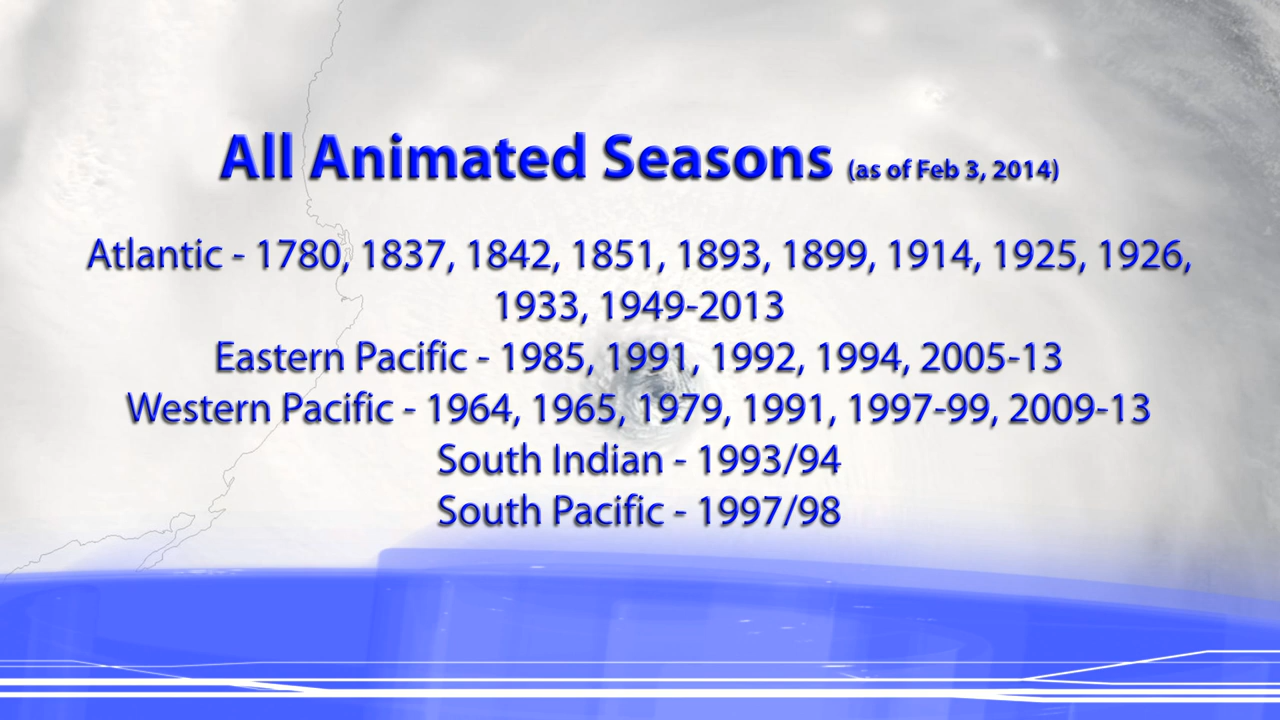 All Animated Seasons (as of Feb 3, 2014)
Atlantic - 1780, 1837, 1842, 1851, 1893, 1899, 1914, 1925, 1926,
1933, 1949-2013
Eastern Pacific - 1985, 1991, 1992, 1994, 2005-13
Western Pacific - 1964, 1965, 1979, 1991, 1997-99, 2009-13
South Indian - 1993/94
South Pacific - 1997/98